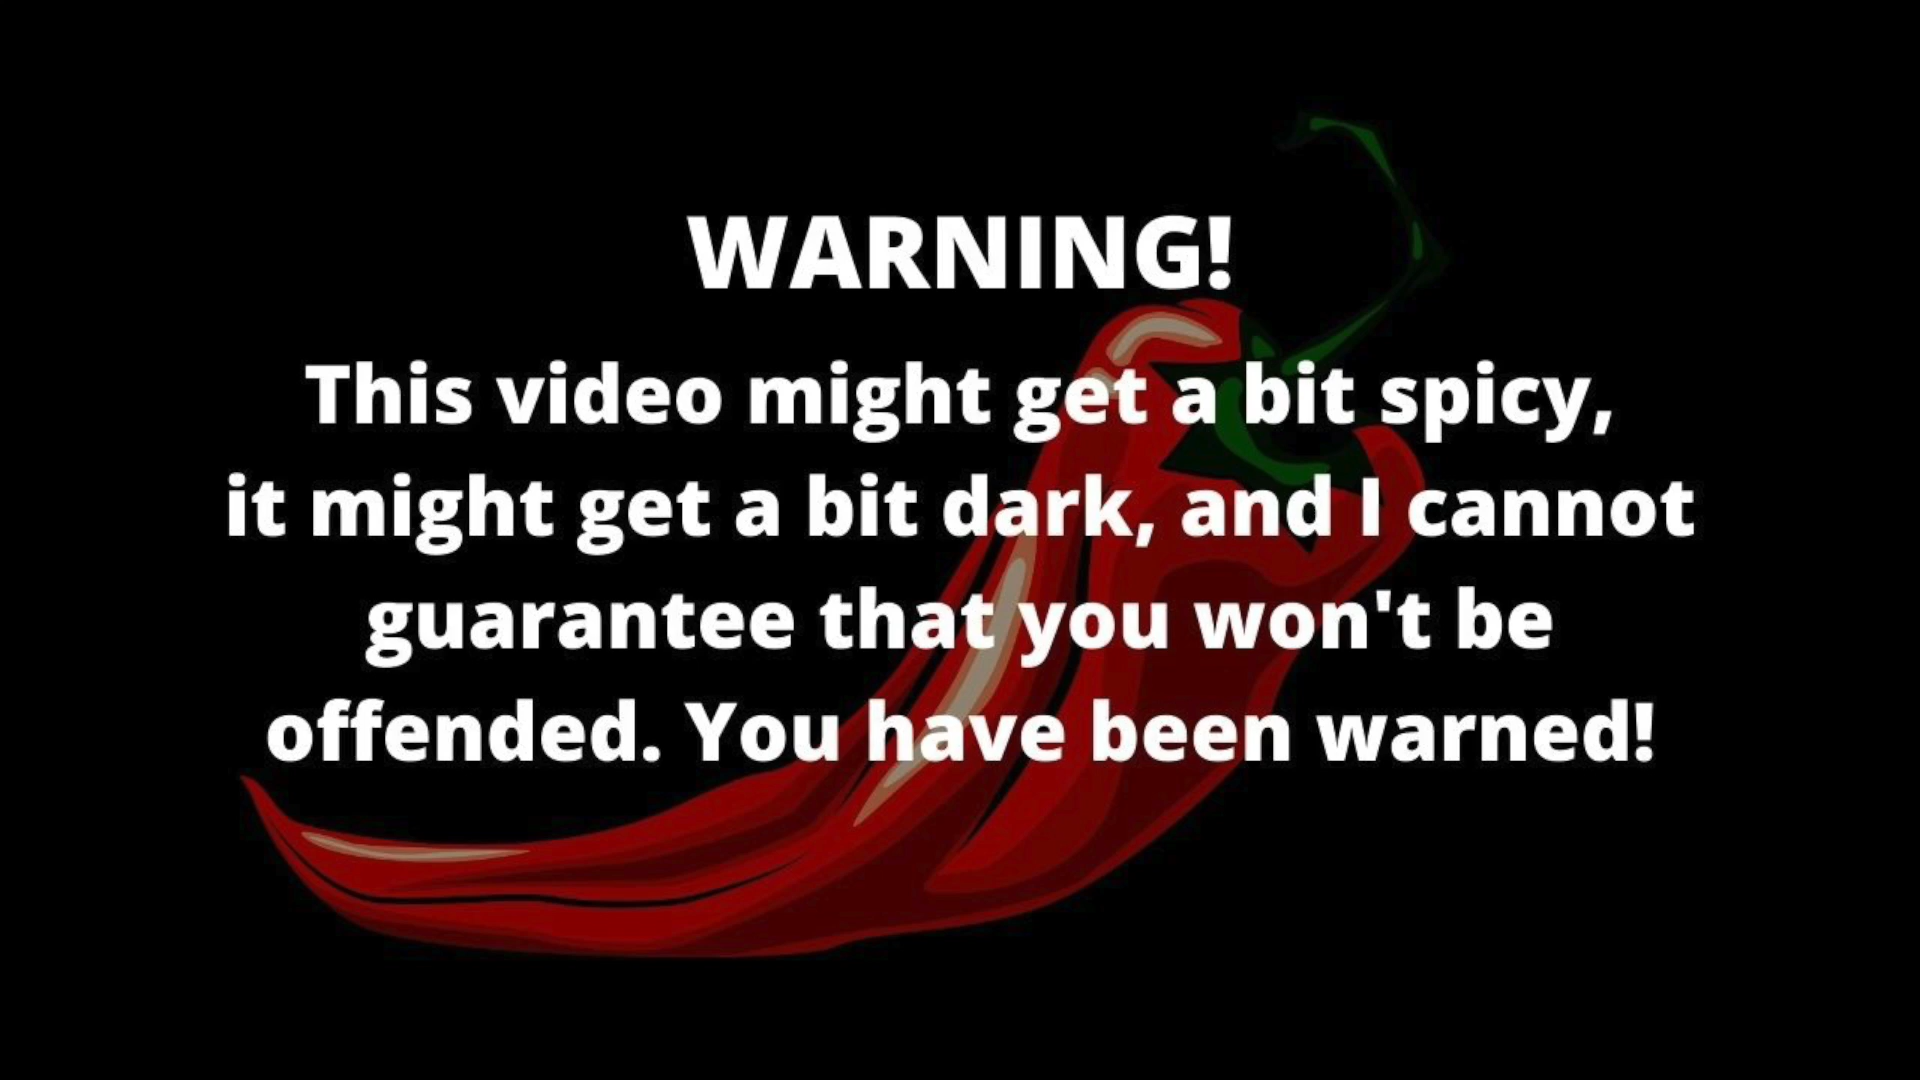 WARNING!
This video might get a bit spicy,
it might get a bit dark, and I cannot
guarantee that you won't be
offended. You have been warned!